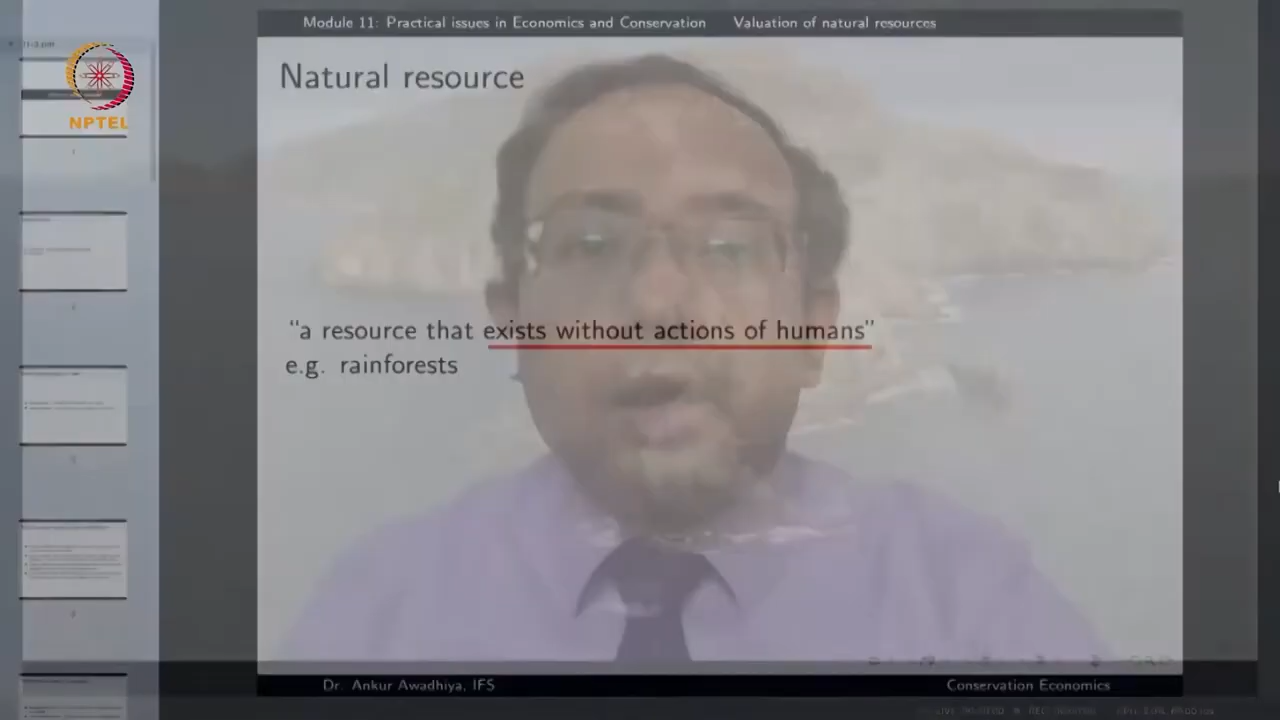 Module 11: Practical issues in Economics and Conservation Valuation of natural resources
NPTEL
Natural resource
“a resource that exists without actions of humans”
e.g. rainforests
Dr. Ankur Awadhiya, IFS Conservation Economics